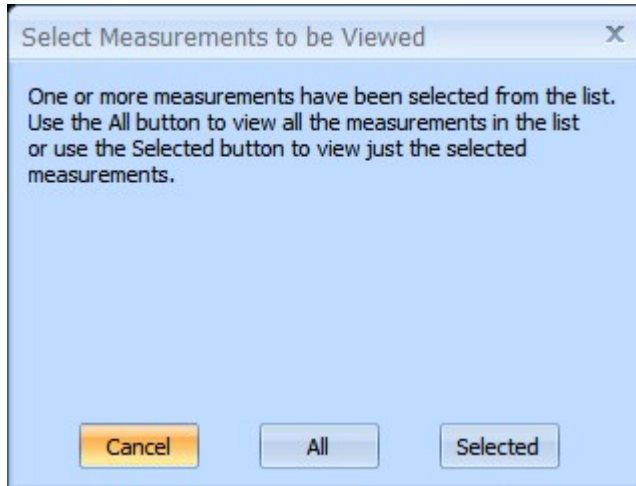 Select Measurements to be Viewed
One or more measurements have been selected from the list.
Use the All button to view all the measurements in the list
or use the Selected button to view just the selected
measurements.
Cancel All Selected